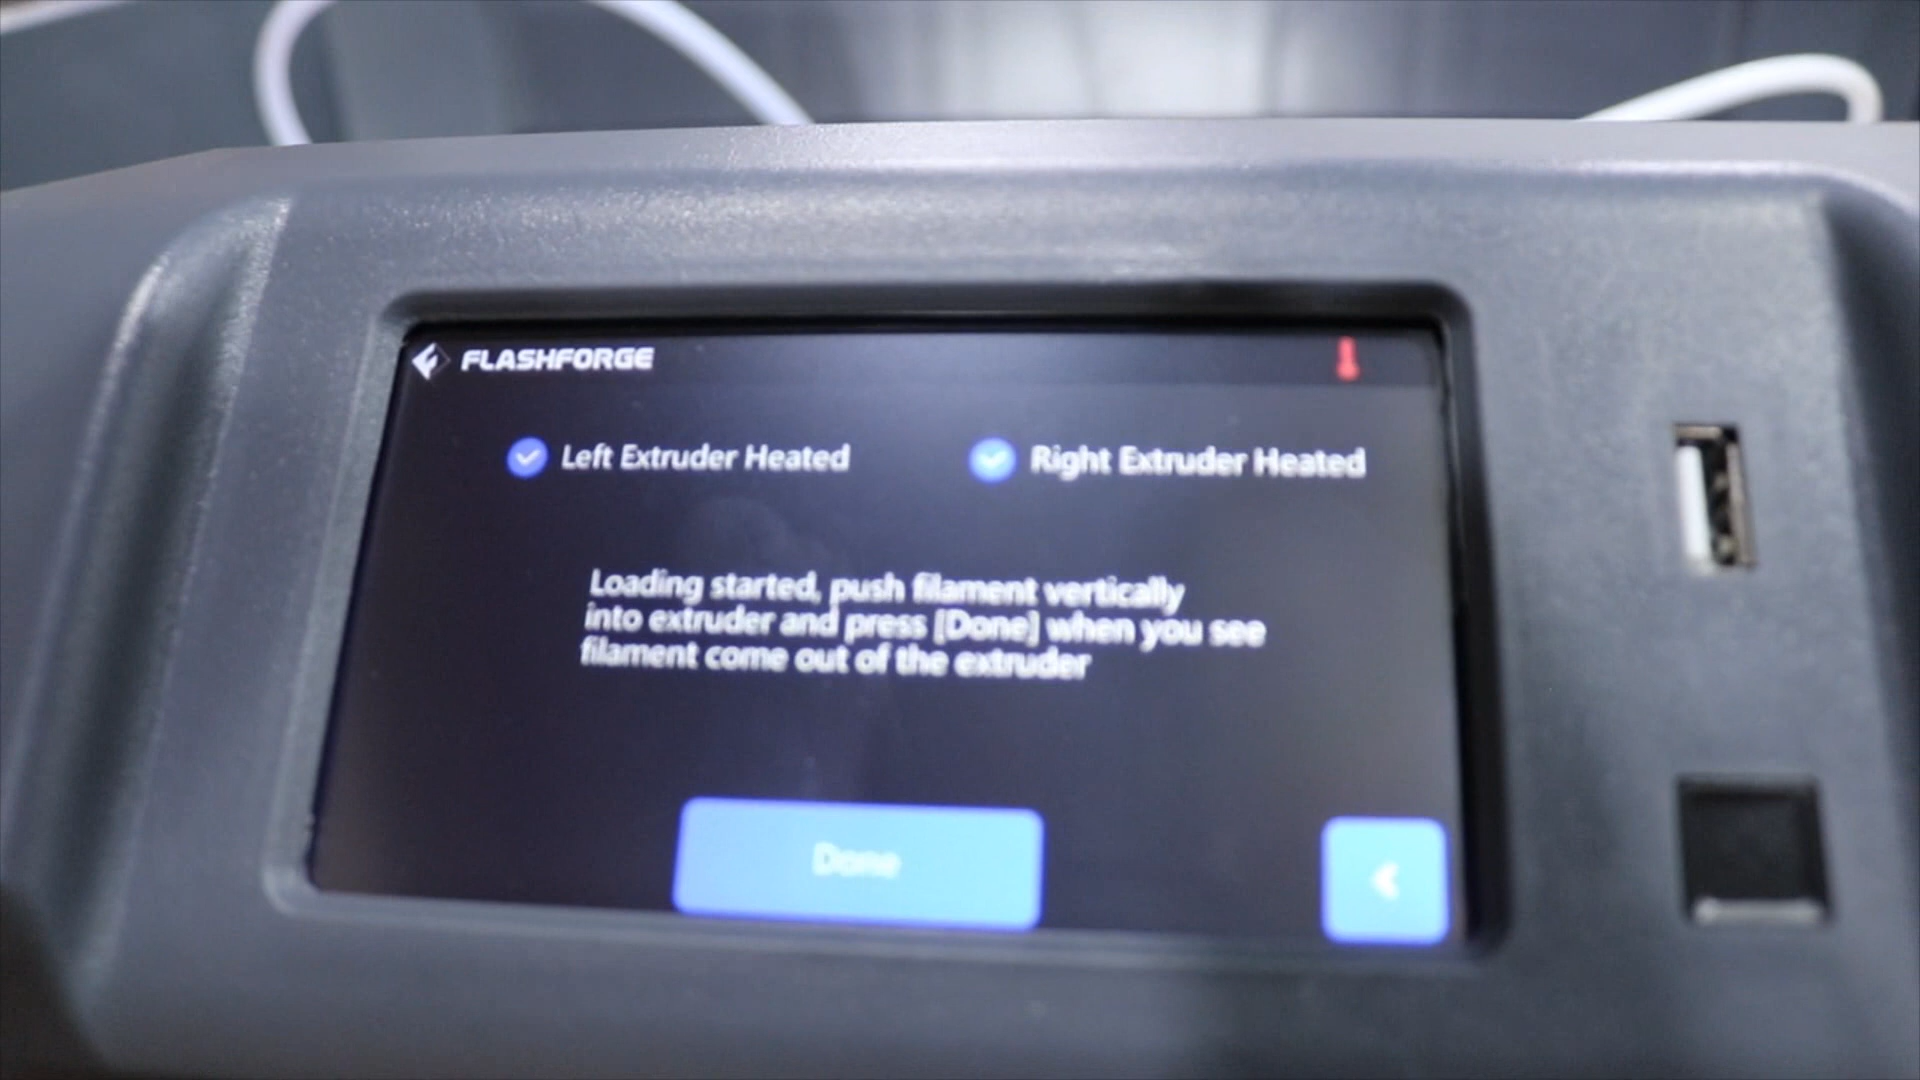 FLASHFORGE
Left Extruder Heated
Right Extruder Heated
Loading started, push filament vertically
into extruder and press [Done] when you see
filament come out of the extruder
Done